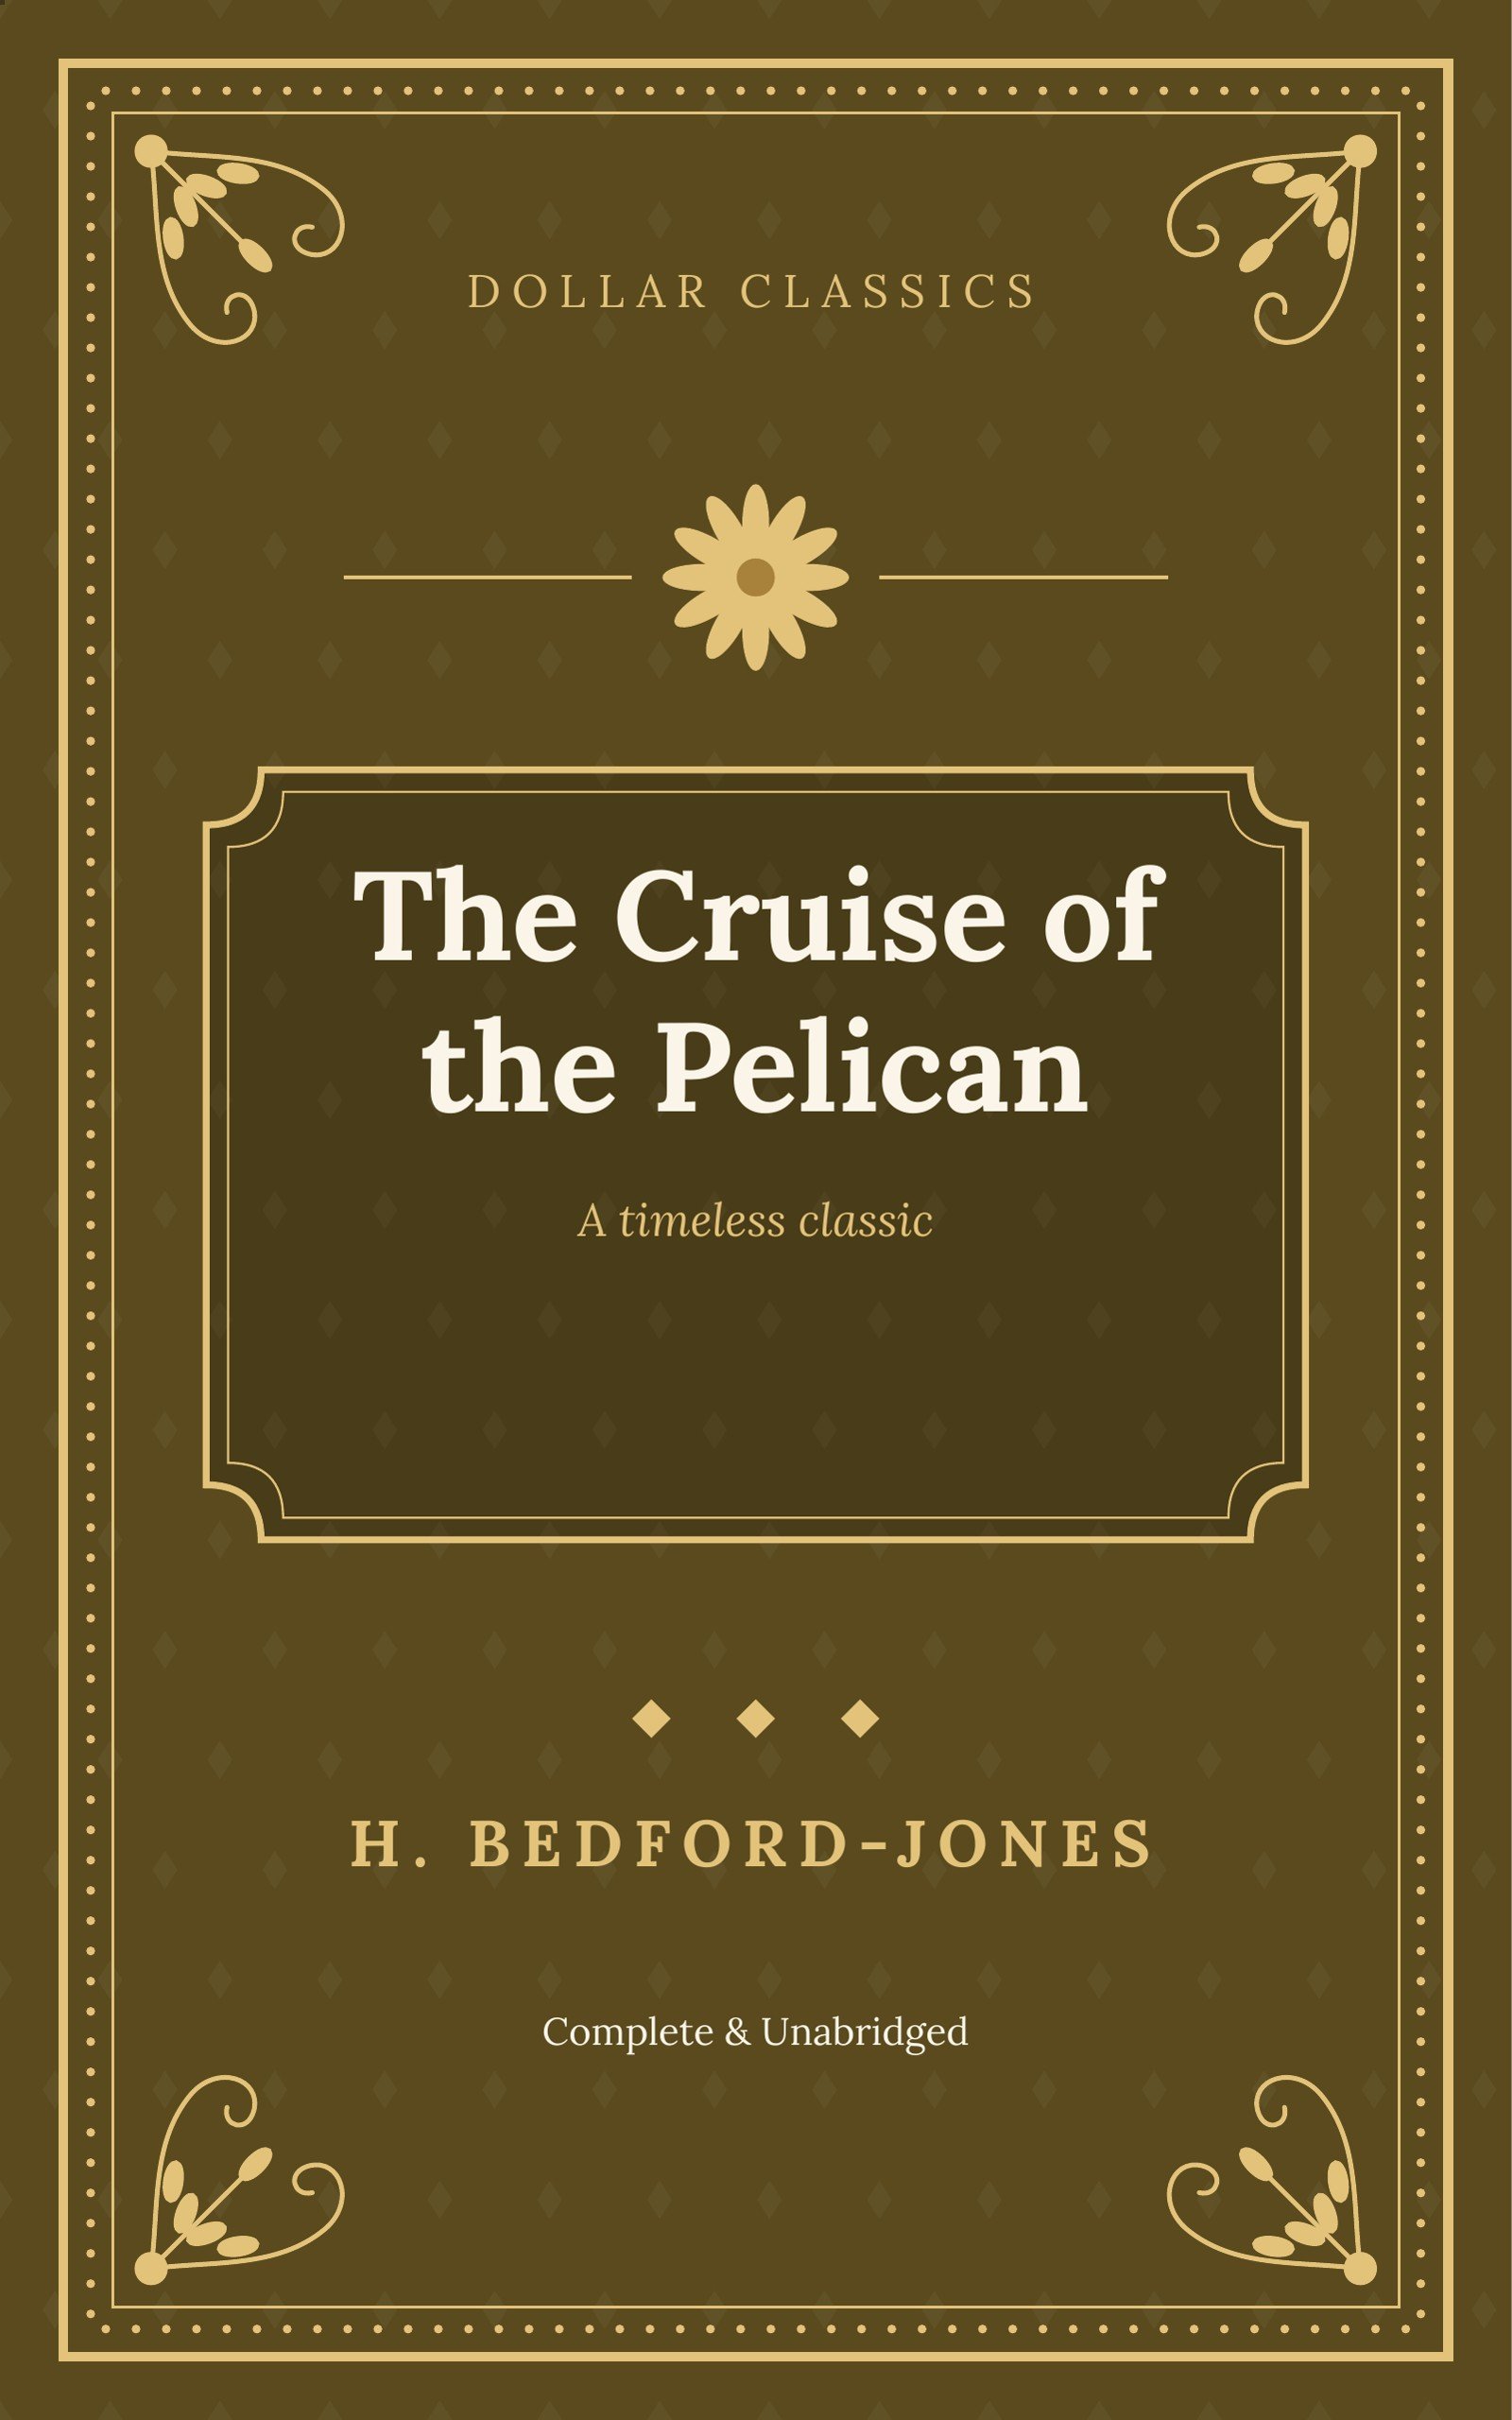 DOLLAR CLASSICS
The Cruise of
the Pelican
A timeless classic
H. BEDFORD-JONES
Complete & Unabridged